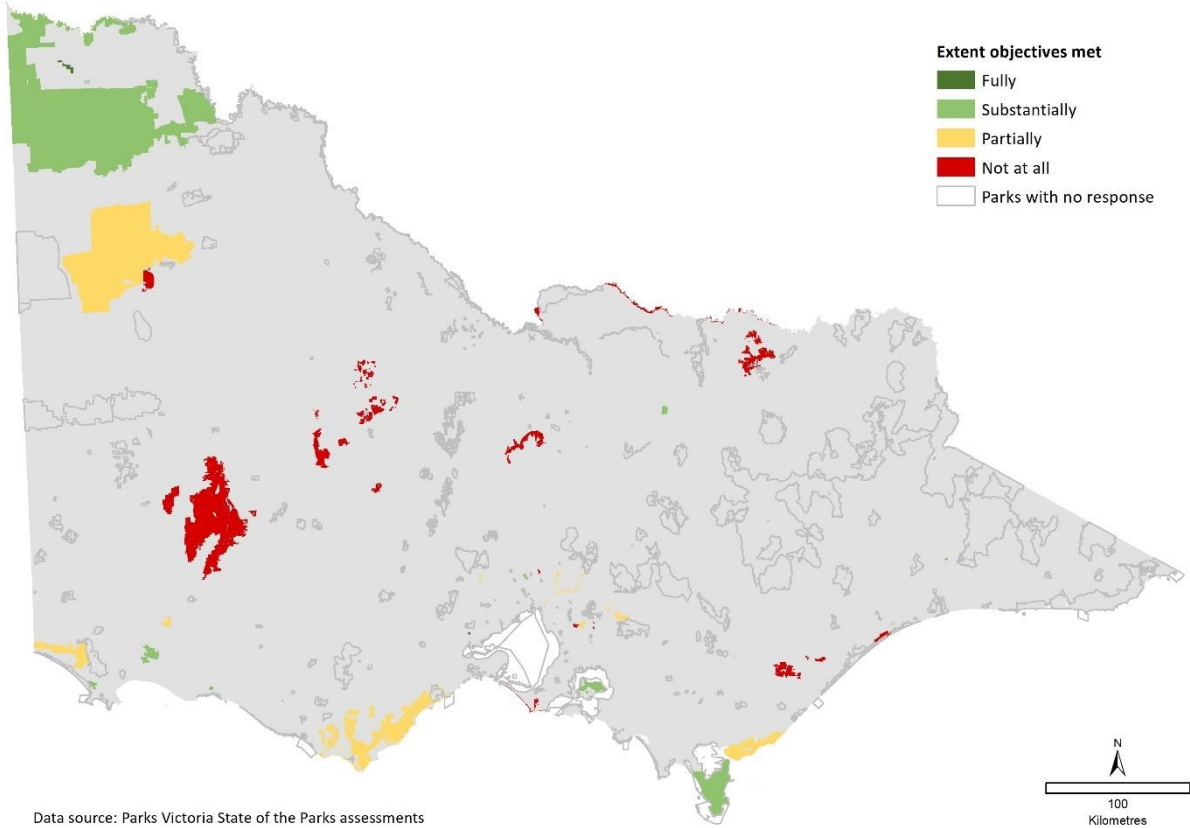 Extent objectives met
Fully
Substantially
Partially
Not at all
Parks with no response
N
100
Kilometres
Data source: Parks Victoria State of the Parks assessments